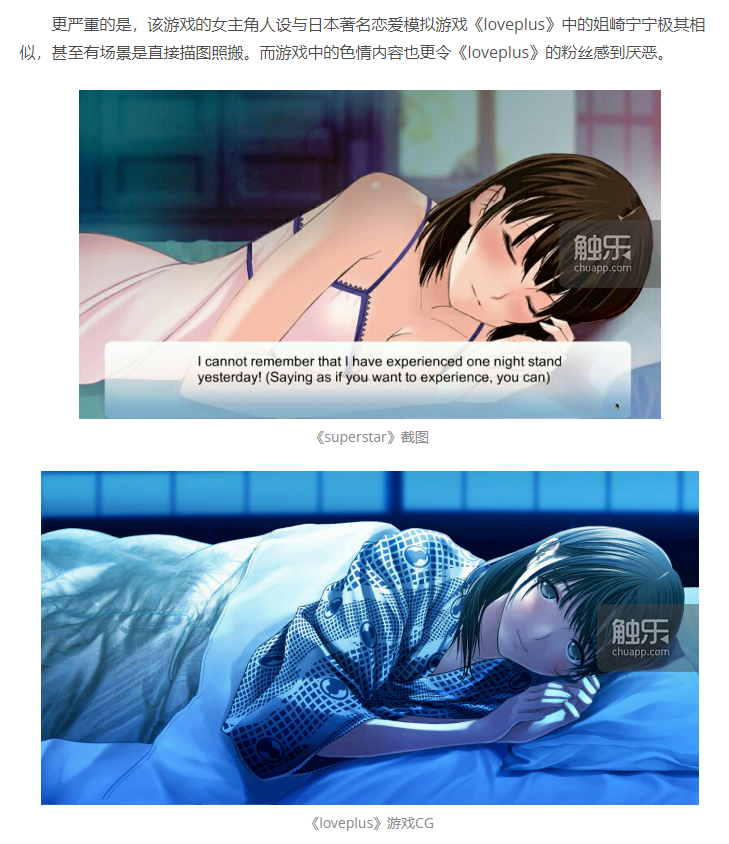 更严重的是，该游戏的女主角人设与日本著名恋爱模拟游戏《loveplus》中的姐崎宁宁极其相
似，甚至有场景是直接描图照搬。而游戏中的色情内容也更令《loveplus》的粉丝感到厌恶。
触乐
chuapp.com
I cannot remember that I have experienced one night stand
yesterday! (Saying as if you want to experience, you can)
《superstar》截图
触乐
chuapp.com
《loveplus》游戏CG